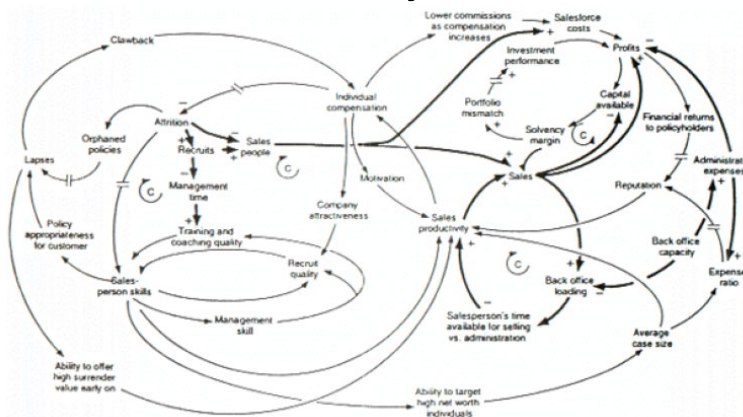 Lower commissions
as compensation
increases
Salesforce
costs
Clawback
Investment
performance
Profits
Individual
compensation
Portfolio
mismatch
Capital
available
Attrition
Orphaned
policies
Sales
people
Recruits
Solvency
margin
C
Financial returns
to policyholders
Lapses
C
C
Sales
Administrat
expenses
Management
time
Motivation
Reputation
Policy
appropriateness
for customer
Company
attractiveness
Training and
coaching quality
Sales
productivity
Back office
capacity
Recruit
quality
C
Sales-
person skills
Back office
loading
Expense
ratio
Management
skill
Salesperson's time
available for selling
vs. administration
Average
case size
Ability to offer
high surrender
value early on
Ability to target
high net worth
individuals